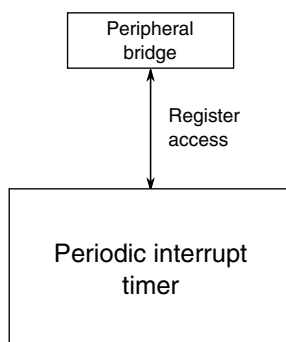 Peripheral
bridge
Register
access
Periodic interrupt
timer